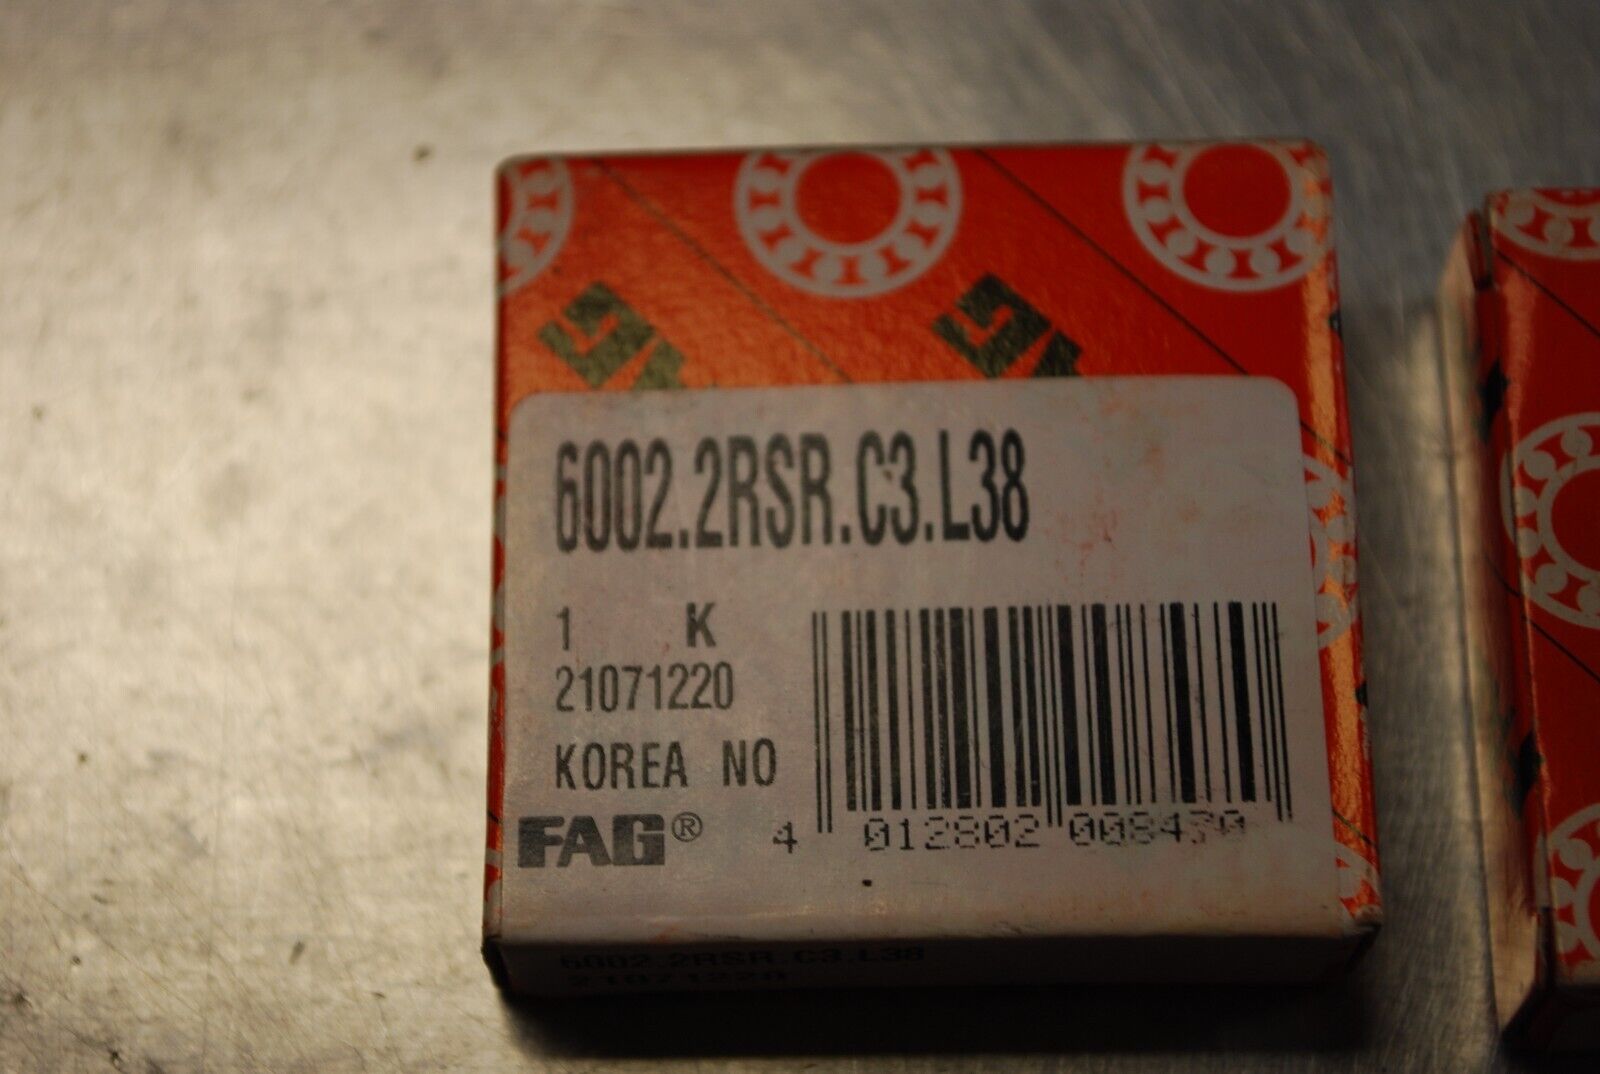 6002.2RSR.C3.L38
1 K
21071220
KOREA NO
FAG®
4 012802 008430
6002.2RSR.C3.L38
21071220